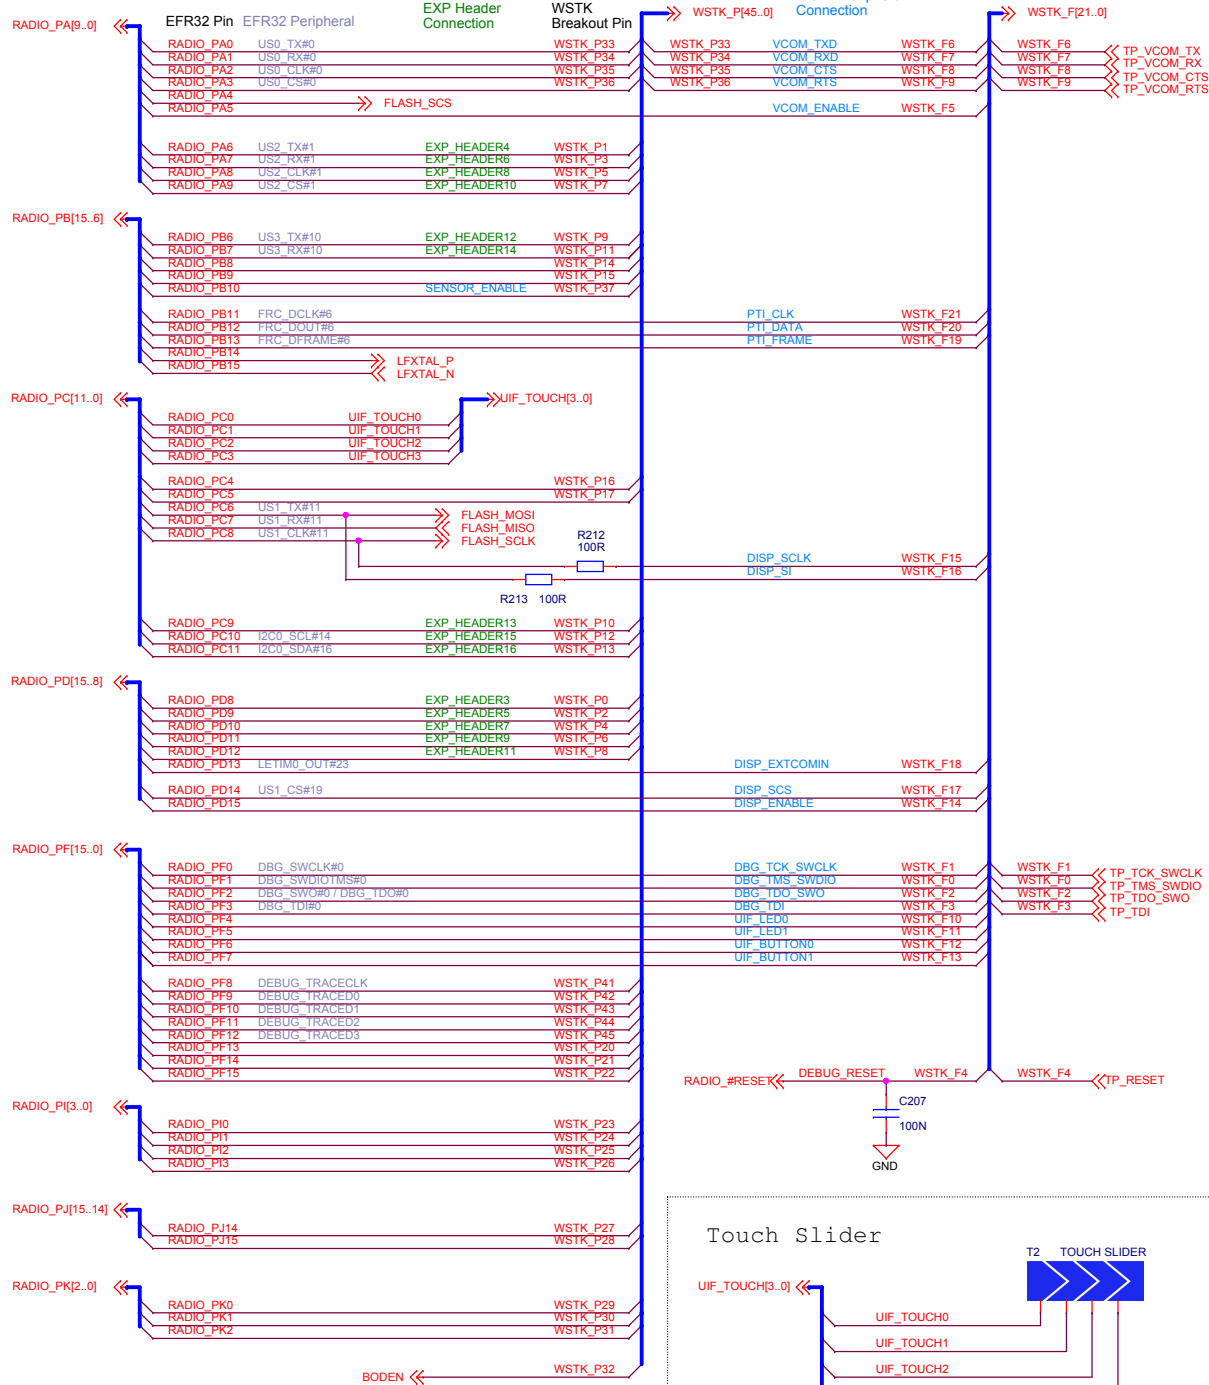 EXP Header WSTK
EFR32 Pin EFR32 Peripheral Connection Breakout Pin WSTK_P[45..0] Connection WSTK_F[21..0]
RADIO_PA[9..0]
RADIO_PA0 US0_TX#0 WSTK_P33 WSTK_P33 VCOM_TXD WSTK_F6 WSTK_F6 TP_VCOM_TX
RADIO_PA1 US0_RX#0 WSTK_P34 WSTK_P34 VCOM_RXD WSTK_F7 WSTK_F7 TP_VCOM_RX
RADIO_PA2 US0_CLK#0 WSTK_P35 WSTK_P35 VCOM_CTS WSTK_F8 WSTK_F8 TP_VCOM_CTS
RADIO_PA3 US0_CS#0 WSTK_P36 WSTK_P36 VCOM_RTS WSTK_F9 WSTK_F9 TP_VCOM_RTS
RADIO_PA4 FLASH_SCS
RADIO_PA5 VCOM_ENABLE WSTK_F5
RADIO_PA6 US2_TX#1 EXP_HEADER4 WSTK_P1
RADIO_PA7 US2_RX#1 EXP_HEADER6 WSTK_P3
RADIO_PA8 US2_CLK#1 EXP_HEADER8 WSTK_P5
RADIO_PA9 US2_CS#1 EXP_HEADER10 WSTK_P7
RADIO_PB[15..6]
RADIO_PB6 US3_TX#10 EXP_HEADER12 WSTK_P9
RADIO_PB7 US3_RX#10 EXP_HEADER14 WSTK_P11
RADIO_PB8 WSTK_P14
RADIO_PB9 WSTK_P15
RADIO_PB10 SENSOR_ENABLE WSTK_P37
RADIO_PB11 FRC_DCLK#6 PTI_CLK WSTK_F21
RADIO_PB12 FRC_DOUT#6 PTI_DATA WSTK_F20
RADIO_PB13 FRC_DFRAME#6 PTI_FRAME WSTK_F19
RADIO_PB14 LFXTAL_P
RADIO_PB15 LFXTAL_N
RADIO_PC[11..0] UIF_TOUCH[3..0]
RADIO_PC0 UIF_TOUCH0
RADIO_PC1 UIF_TOUCH1
RADIO_PC2 UIF_TOUCH2
RADIO_PC3 UIF_TOUCH3
RADIO_PC4 WSTK_P16
RADIO_PC5 WSTK_P17
RADIO_PC6 US1_TX#11 FLASH_MOSI
RADIO_PC7 US1_RX#11 FLASH_MISO
RADIO_PC8 US1_CLK#11 FLASH_SCLK
R212
100R
DISP_SCLK WSTK_F15
DISP_SI WSTK_F16
R213 100R
RADIO_PC9 EXP_HEADER13 WSTK_P10
RADIO_PC10 I2C0_SCL#14 EXP_HEADER15 WSTK_P12
RADIO_PC11 I2C0_SDA#16 EXP_HEADER16 WSTK_P13
RADIO_PD[15..8]
RADIO_PD8 EXP_HEADER3 WSTK_P0
RADIO_PD9 EXP_HEADER5 WSTK_P2
RADIO_PD10 EXP_HEADER7 WSTK_P4
RADIO_PD11 EXP_HEADER9 WSTK_P6
RADIO_PD12 EXP_HEADER11 WSTK_P8
RADIO_PD13 LETIM0_OUT#23 DISP_EXTCOMIN WSTK_F18
RADIO_PD14 US1_CS#19 DISP_SCS WSTK_F17
RADIO_PD15 DISP_ENABLE WSTK_F14
RADIO_PF[15..0]
RADIO_PF0 DBG_SWCLK#0 DBG_TCK_SWCLK WSTK_F1 WSTK_F1 TP_TCK_SWCLK
RADIO_PF1 DBG_SWDIOTMS#0 DBG_TMS_SWDIO WSTK_F0 WSTK_F0 TP_TMS_SWDIO
RADIO_PF2 DBG_SWO#0 / DBG_TDO#0 DBG_TDO_SWO WSTK_F2 WSTK_F2 TP_TDO_SWO
RADIO_PF3 DBG_TDI#0 DBG_TDI WSTK_F3 WSTK_F3 TP_TDI
RADIO_PF4 UIF_LED0 WSTK_F10
RADIO_PF5 UIF_LED1 WSTK_F11
RADIO_PF6 UIF_BUTTON0 WSTK_F12
RADIO_PF7 UIF_BUTTON1 WSTK_F13
RADIO_PF8 DEBUG_TRACECLK WSTK_P41
RADIO_PF9 DEBUG_TRACED0 WSTK_P42
RADIO_PF10 DEBUG_TRACED1 WSTK_P43
RADIO_PF11 DEBUG_TRACED2 WSTK_P44
RADIO_PF12 DEBUG_TRACED3 WSTK_P45
RADIO_PF13 WSTK_P20
RADIO_PF14 WSTK_P21
RADIO_PF15 WSTK_P22
RADIO_#RESET DEBUG_RESET WSTK_F4 WSTK_F4 TP_RESET
C207
100N
GND
RADIO_PI[3..0]
RADIO_PI0 WSTK_P23
RADIO_PI1 WSTK_P24
RADIO_PI2 WSTK_P25
RADIO_PI3 WSTK_P26
RADIO_PJ[15..14]
RADIO_PJ14 WSTK_P27
RADIO_PJ15 WSTK_P28
RADIO_PK[2..0]
RADIO_PK0 WSTK_P29
RADIO_PK1 WSTK_P30
RADIO_PK2 WSTK_P31
BODEN WSTK_P32
Touch Slider
T2 TOUCH SLIDER
UIF_TOUCH[3..0]
UIF_TOUCH0
UIF_TOUCH1
UIF_TOUCH2